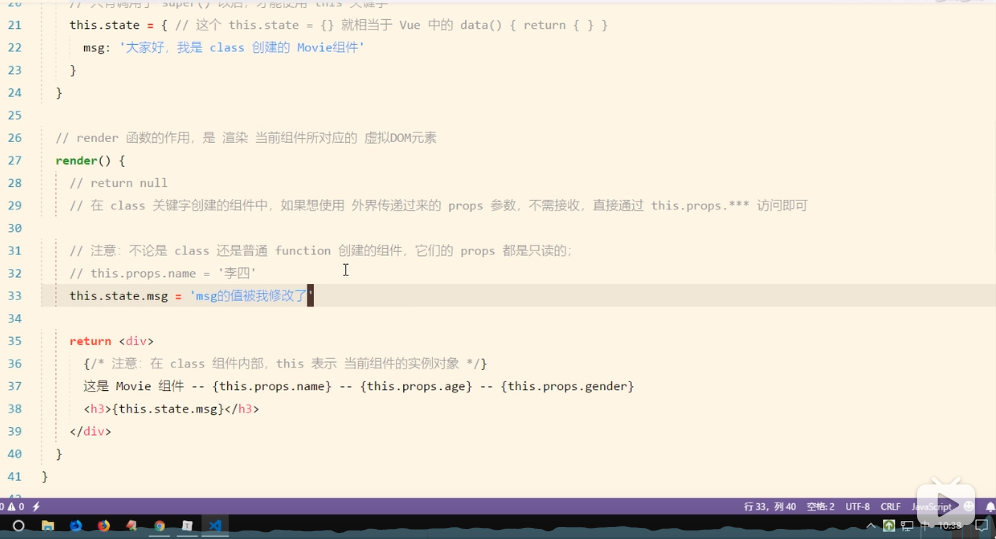 20 // 只有调用了 super() 以后，才能使用 this 关键字
21 this.state = { // 这个 this.state = {} 就相当于 Vue 中的 data() { return { } }
22 msg: '大家好，我是 class 创建的 Movie组件'
23 }
24 }
25
26 // render 函数的作用，是 渲染 当前组件所对应的 虚拟DOM元素
27 render() {
28 // return null
29 // 在 class 关键字创建的组件中，如果想使用 外界传递过来的 props 参数，不需接收，直接通过 this.props.*** 访问即可
30
31 // 注意：不论是 class 还是普通 function 创建的组件，它们的 props 都是只读的；
32 // this.props.name = '李四'
33 this.state.msg = 'msg的值被我修改了'
34
35 return <div>
36 {/* 注意：在 class 组件内部，this 表示 当前组件的实例对象 */}
37 这是 Movie 组件 -- {this.props.name} -- {this.props.age} -- {this.props.gender}
38 <h3>{this.state.msg}</h3>
39 </div>
40 }
41 }
0 0 行 33，列 40 空格: 2 UTF-8 CRLF JavaScript
中 10:38